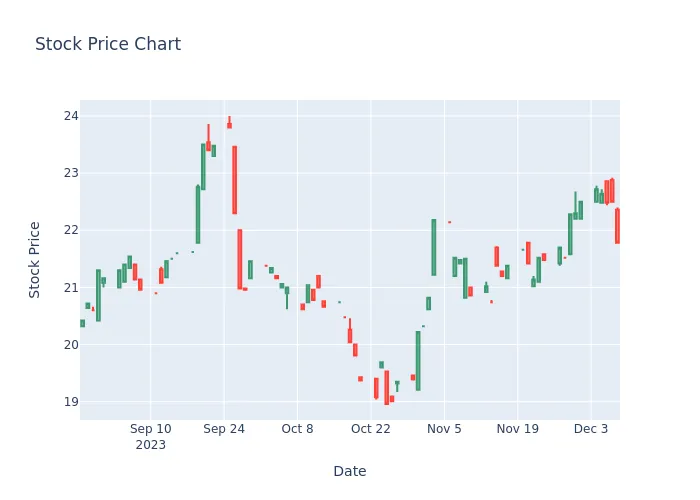 Stock Price Chart
24
23
22
21
20
19
Stock Price
Sep 10
2023
Sep 24
Oct 8
Oct 22
Nov 5
Nov 19
Dec 3
Date